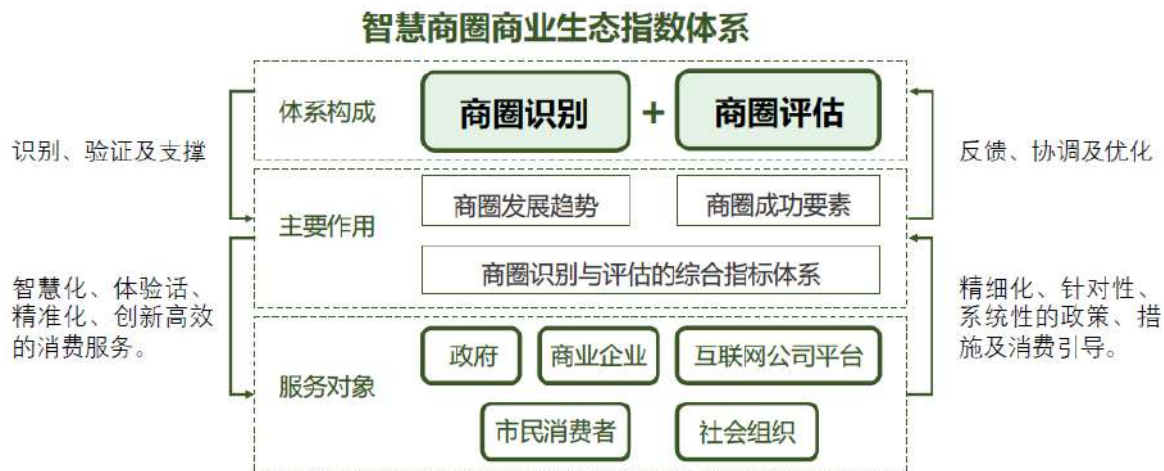 智慧商圈商业生态指数体系
体系构成
商圈识别
+
商圈评估
识别、验证及支撑
反馈、协调及优化
主要作用
商圈发展趋势
商圈成功要素
商圈识别与评估的综合指标体系
智慧化、体验话、
精准化、创新高效
的消费服务。
精细化、针对性、
系统性的政策、措
施及消费引导。
服务对象
政府
商业企业
互联网公司平台
市民消费者
社会组织